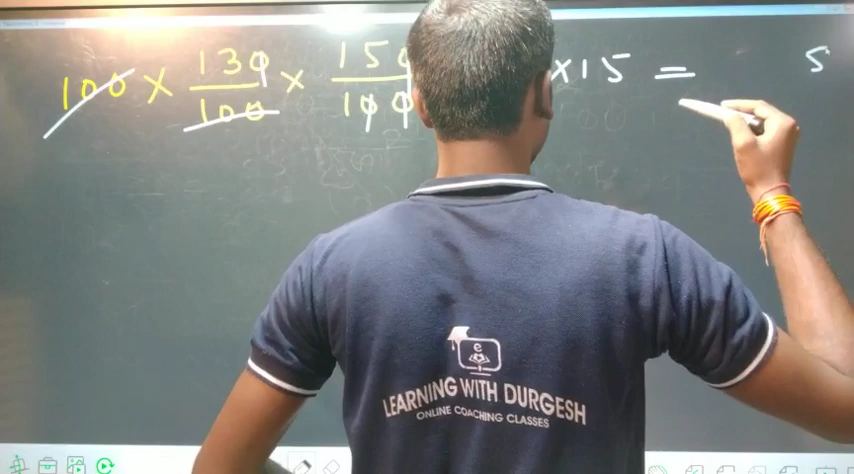 100 × 130/100 × 150/100 × 15 = 5
LEARNING WITH DURGESH
ONLINE COACHING CLASSES